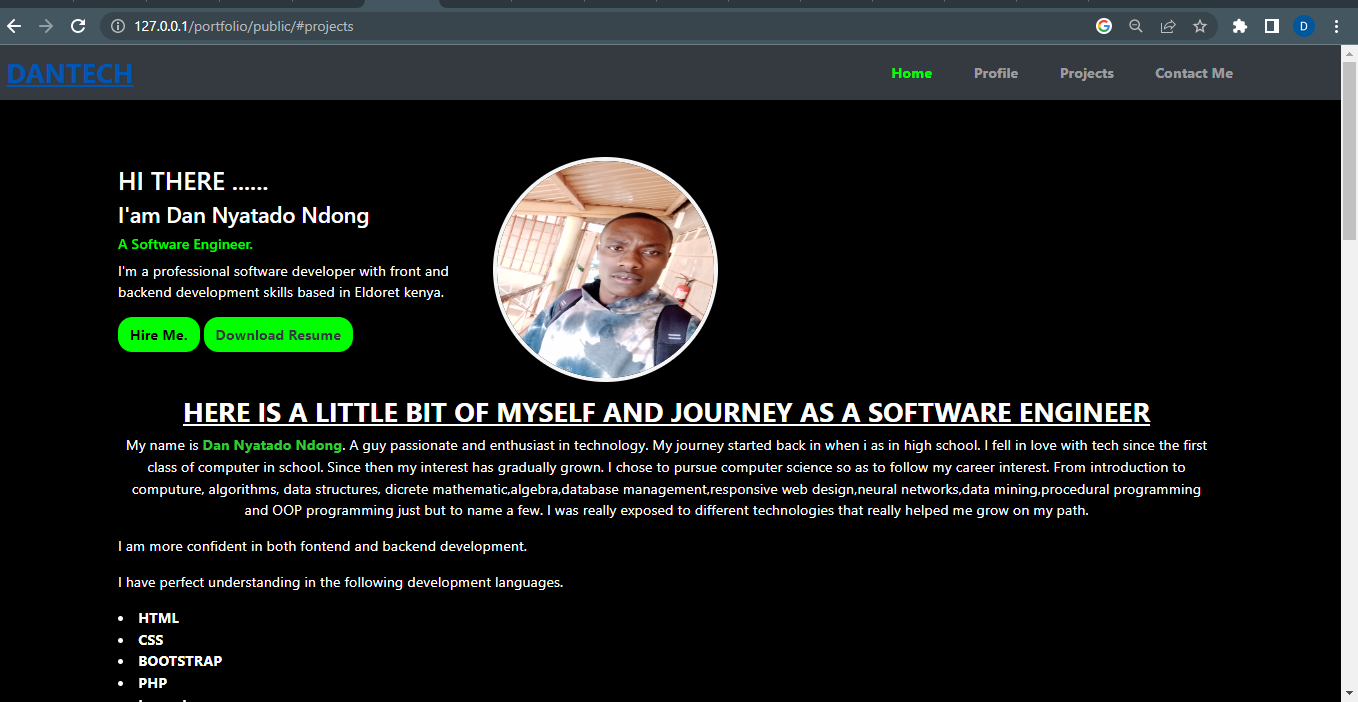 127.0.0.1/portfolio/public/#projects
D
DANTECH
Home Profile Projects Contact Me
HI THERE ......
I'am Dan Nyatado Ndong
A Software Engineer.
I'm a professional software developer with front and
backend development skills based in Eldoret kenya.
Hire Me. Download Resume
HERE IS A LITTLE BIT OF MYSELF AND JOURNEY AS A SOFTWARE ENGINEER
My name is Dan Nyatado Ndong. A guy passionate and enthusiast in technology. My journey started back in when i as in high school. I fell in love with tech since the first
class of computer in school. Since then my interest has gradually grown. I chose to pursue computer science so as to follow my career interest. From introduction to
computure, algorithms, data structures, dicrete mathematic,algebra,database management,responsive web design,neural networks,data mining,procedural programming
and OOP programming just but to name a few. I was really exposed to different technologies that really helped me grow on my path.
I am more confident in both fontend and backend development.
I have perfect understanding in the following development languages.
• HTML
• CSS
• BOOTSTRAP
• PHP